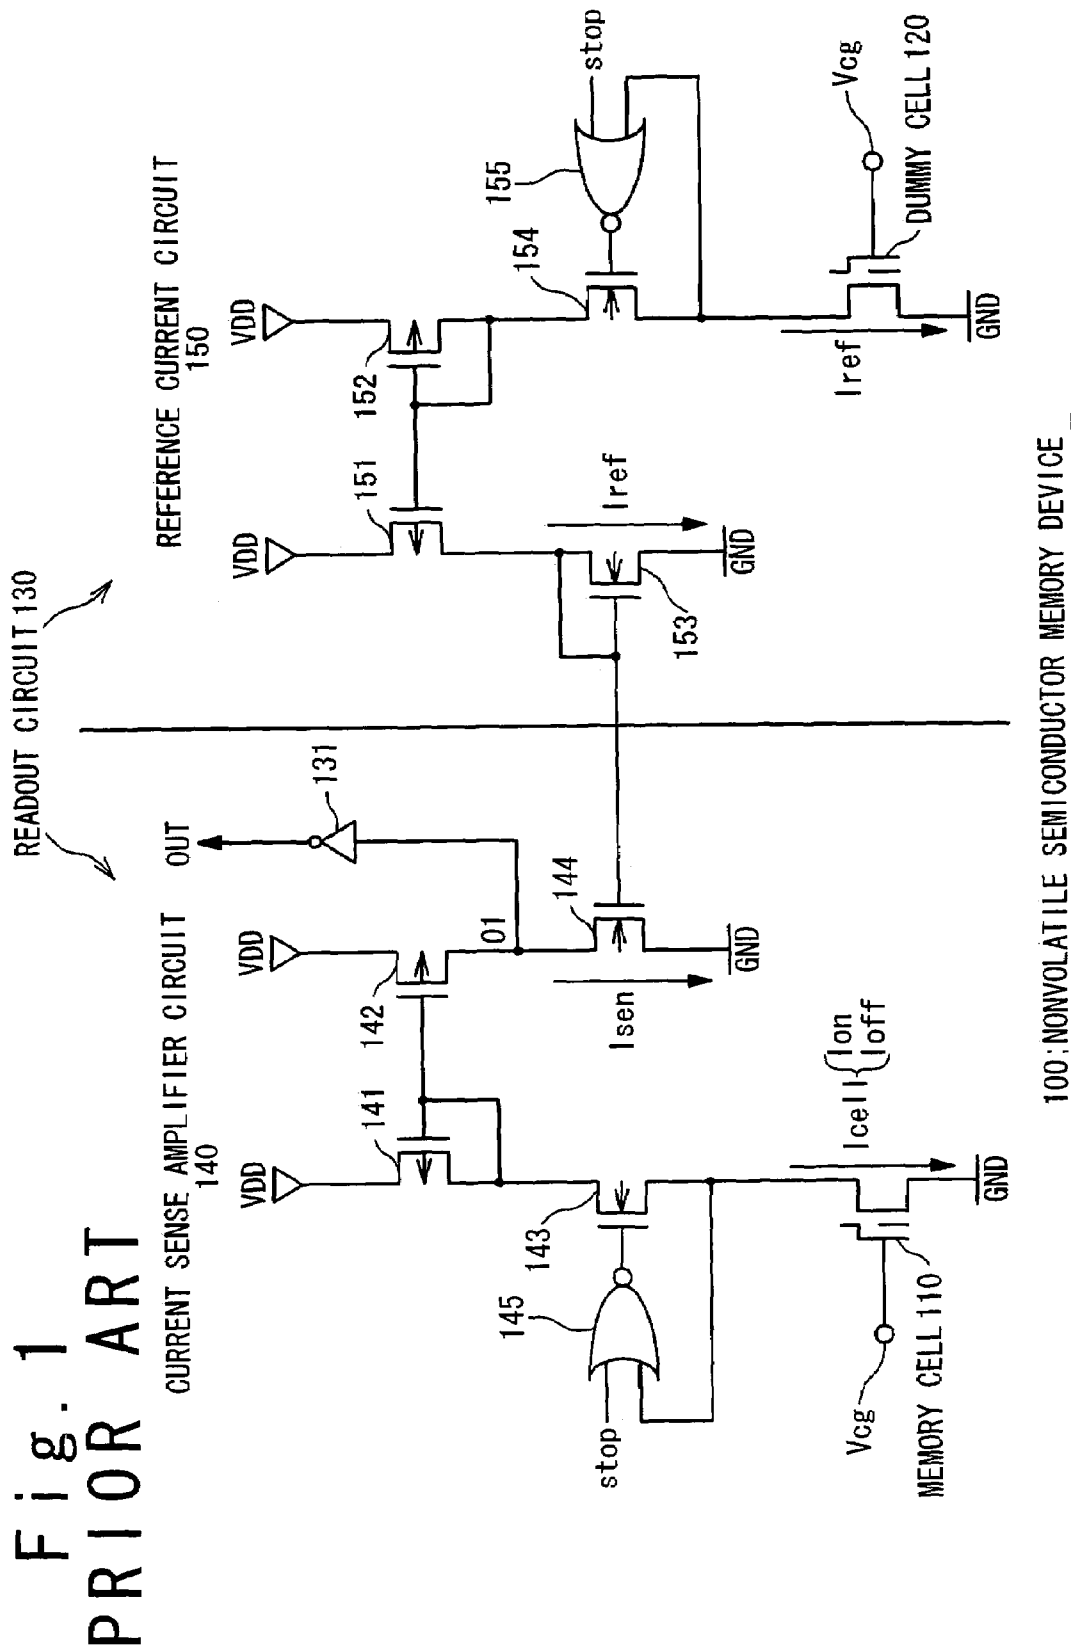 Fig. 1
PRIOR ART
READOUT CIRCUIT 130
CURRENT SENSE AMPLIFIER CIRCUIT
140
REFERENCE CURRENT CIRCUIT
150
OUT
131
VDD
VDD
VDD
VDD
141
142
151
152
01
145
143
144
153
154
155
stop
stop
Isen
Iref
GND
GND
Vcg
Icell { Ion
Ioff
Iref
Vcg
MEMORY CELL 110
GND
GND
DUMMY CELL 120
100:NONVOLATILE SEMICONDUCTOR MEMORY DEVICE